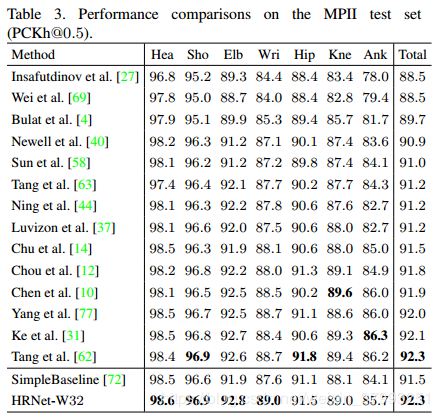 Table 3. Performance comparisons on the MPII test set
(PCKh@0.5).
Method Hea Sho Elb Wri Hip Kne Ank Total
Insafutdinov et al. [27] 96.8 95.2 89.3 84.4 88.4 83.4 78.0 88.5
Wei et al. [69] 97.8 95.0 88.7 84.0 88.4 82.8 79.4 88.5
Bulat et al. [4] 97.9 95.1 89.9 85.3 89.4 85.7 81.7 89.7
Newell et al. [40] 98.2 96.3 91.2 87.1 90.1 87.4 83.6 90.9
Sun et al. [58] 98.1 96.2 91.2 87.2 89.8 87.4 84.1 91.0
Tang et al. [63] 97.4 96.4 92.1 87.7 90.2 87.7 84.3 91.2
Ning et al. [44] 98.1 96.3 92.2 87.8 90.6 87.6 82.7 91.2
Luvizon et al. [37] 98.1 96.6 92.0 87.5 90.6 88.0 82.7 91.2
Chu et al. [14] 98.5 96.3 91.9 88.1 90.6 88.0 85.0 91.5
Chou et al. [12] 98.2 96.8 92.2 88.0 91.3 89.1 84.9 91.8
Chen et al. [10] 98.1 96.5 92.5 88.5 90.2 89.6 86.0 91.9
Yang et al. [77] 98.5 96.7 92.5 88.7 91.1 88.6 86.0 92.0
Ke et al. [31] 98.5 96.8 92.7 88.4 90.6 89.3 86.3 92.1
Tang et al. [62] 98.4 96.9 92.6 88.7 91.8 89.4 86.2 92.3
SimpleBaseline [72] 98.5 96.6 91.9 87.6 91.1 88.1 84.1 91.5
HRNet-W32 98.6 96.9 92.8 89.0 91.5 89.0 85.7 92.3